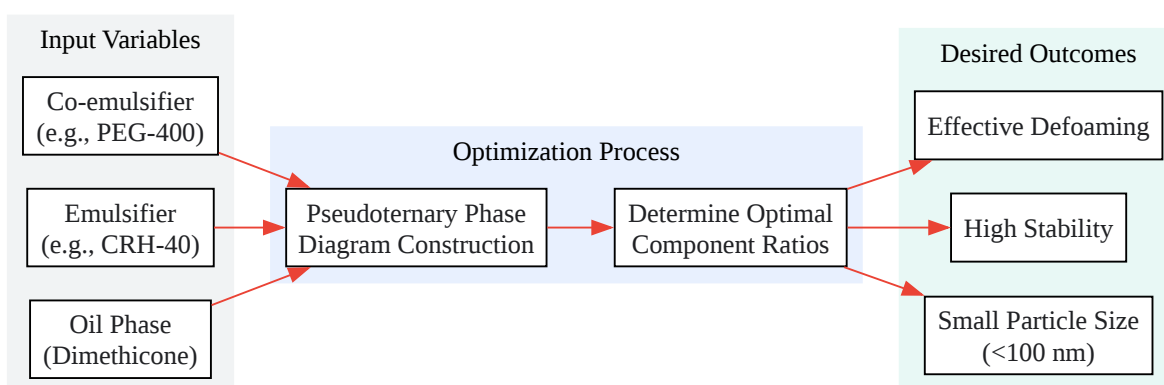 Input Variables
Co-emulsifier
(e.g., PEG-400)
Emulsifier
(e.g., CRH-40)
Oil Phase
(Dimethicone)
Optimization Process
Pseudoternary Phase
Diagram Construction
Determine Optimal
Component Ratios
Desired Outcomes
Effective Defoaming
High Stability
Small Particle Size
(<100 nm)